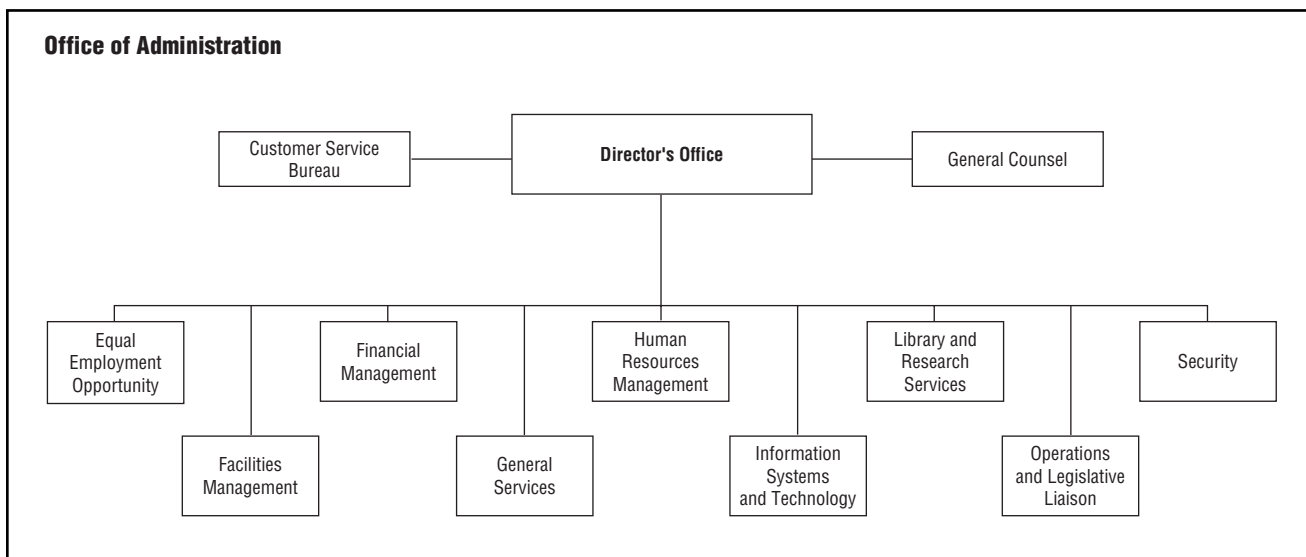 Office of Administration
Customer Service
Bureau
Director's Office
General Counsel
Equal
Employment
Opportunity
Financial
Management
Human
Resources
Management
Library and
Research
Services
Security
Facilities
Management
General
Services
Information
Systems
and Technology
Operations
and Legislative
Liaison